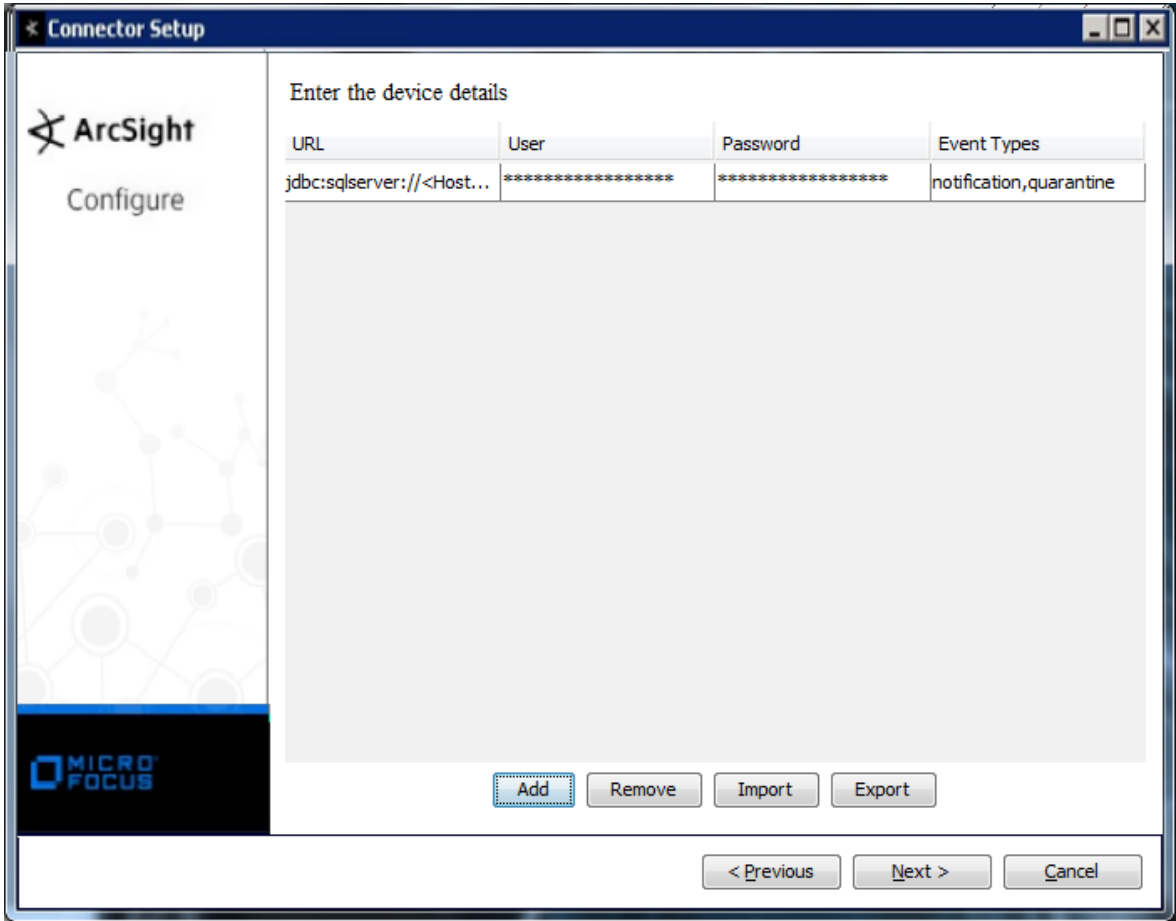 Connector Setup
ArcSight
Configure
Enter the device details
URL User Password Event Types
jdbc:sqlserver://<Host... ***************** ***************** notification,quarantine
Add Remove Import Export
MICRO
FOCUS
< Previous Next > Cancel